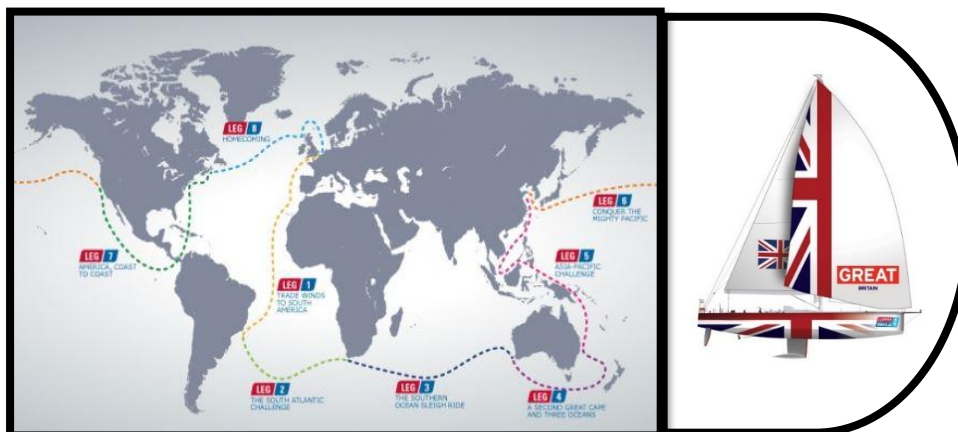 LEG 8
HOMECOMING
LEG 6
CONQUER THE
MIGHTY PACIFIC
LEG 7
AMERICA, COAST
TO COAST
LEG 5
ASIA-PACIFIC
CHALLENGE
LEG 1
TRADE WINDS
TO SOUTH
AMERICA
LEG 2
THE SOUTH ATLANTIC
CHALLENGE
LEG 3
THE SOUTHERN
OCEAN SLEIGH RIDE
LEG 4
A SECOND GREAT CAPE
AND THREE OCEANS
GREAT
BRITAIN